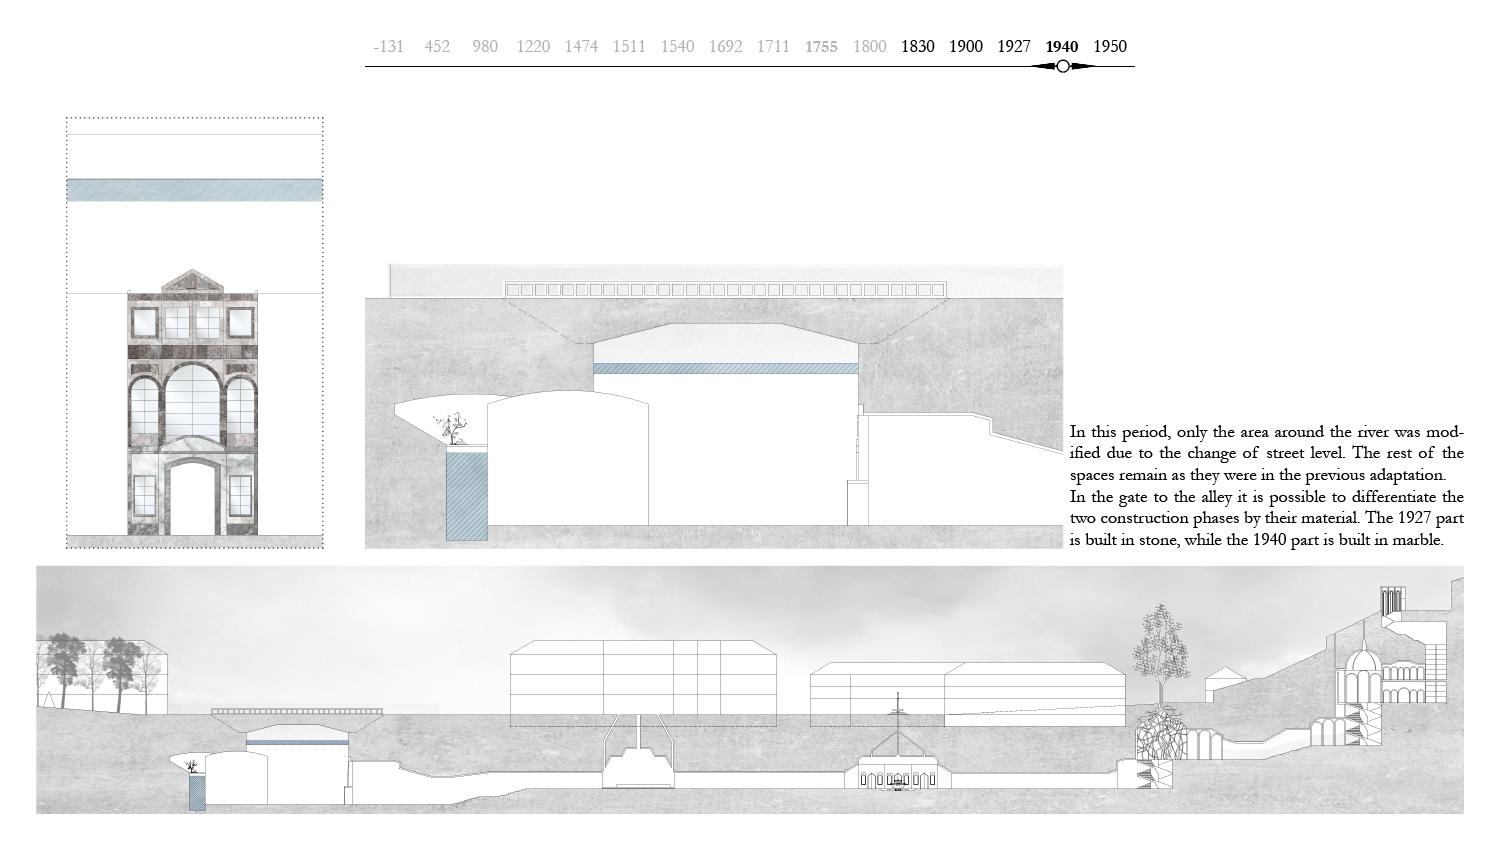 -131 452 980 1220 1474 1511 1540 1692 1711 1755 1800 1830 1900 1927 1940 1950
In this period, only the area around the river was mod-
ified due to the change of street level. The rest of the
spaces remain as they were in the previous adaptation.
In the gate to the alley it is possible to differentiate the
two construction phases by their material. The 1927 part
is built in stone, while the 1940 part is built in marble.